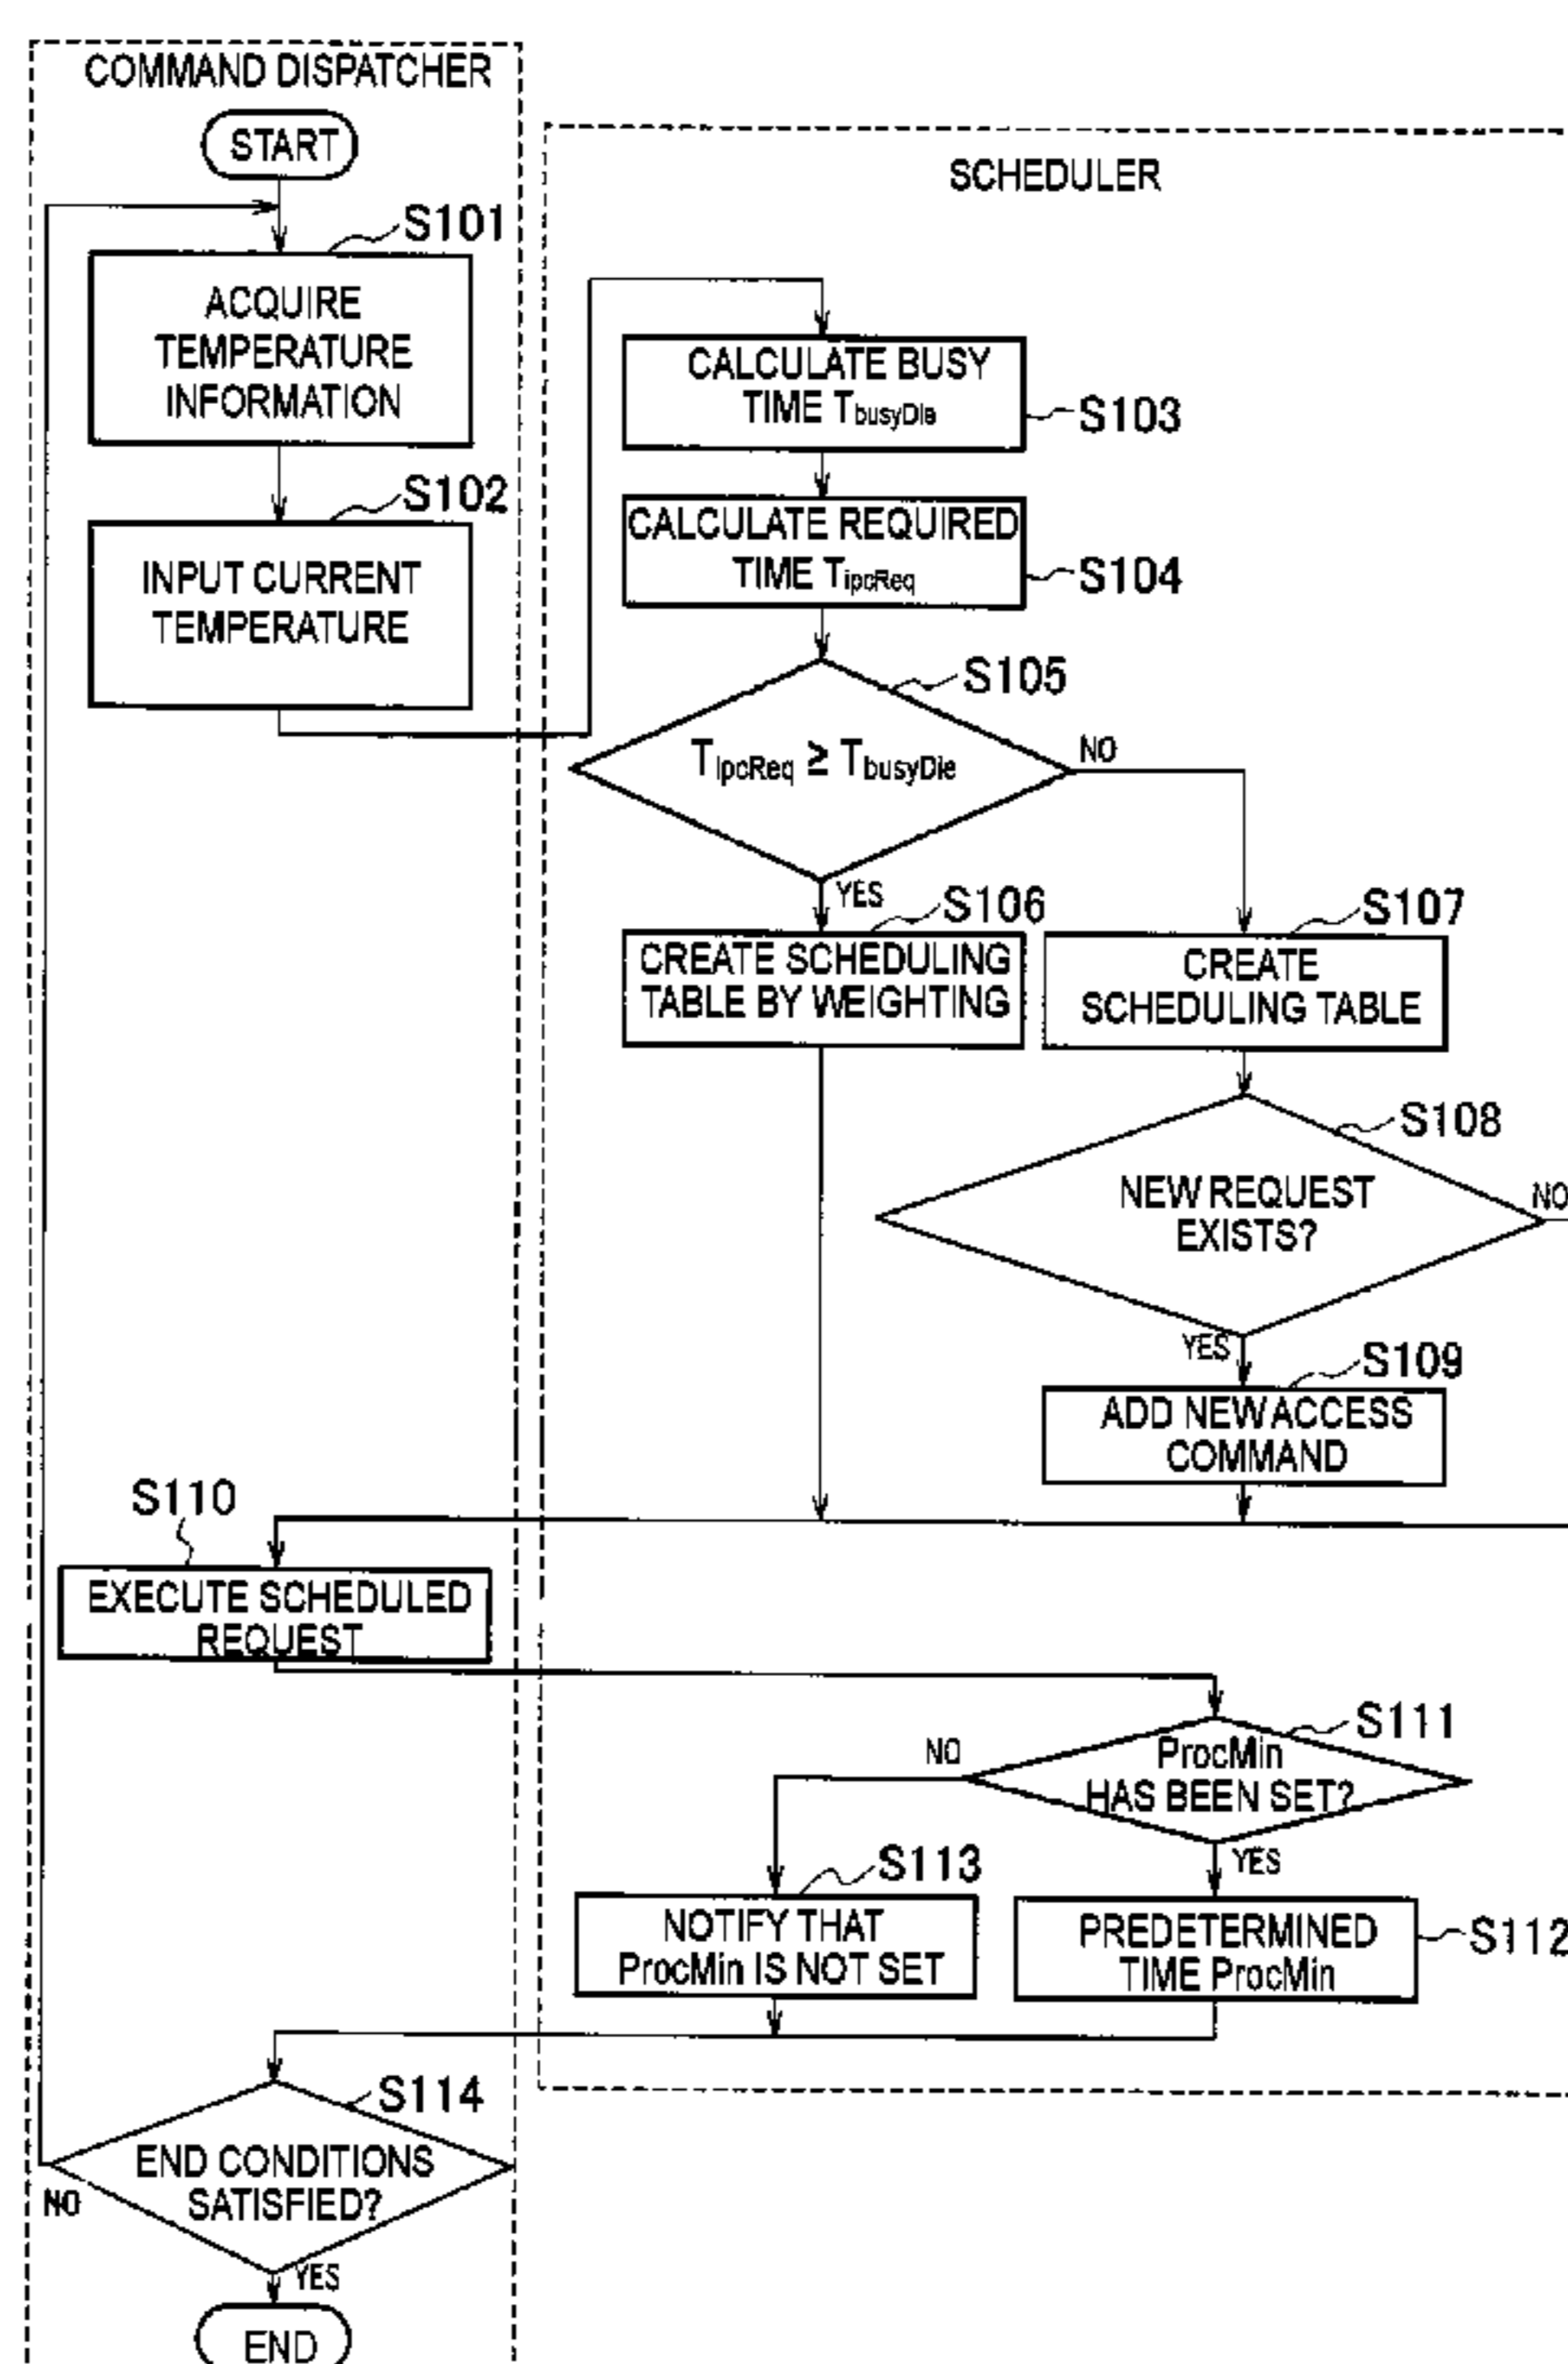 COMMAND DISPATCHER
START
S101
ACQUIRE
TEMPERATURE
INFORMATION
S102
INPUT CURRENT
TEMPERATURE
SCHEDULER
CALCULATE BUSY
TIME TbusyDie
S103
CALCULATE REQUIRED
TIME TipcReq
S104
S105
TipcReq ≥ TbusyDie
NO
YES
S106
CREATE SCHEDULING
TABLE BY WEIGHTING
S107
CREATE
SCHEDULING TABLE
S108
NEW REQUEST
EXISTS?
NO
YES
S109
ADD NEW ACCESS
COMMAND
S110
EXECUTE SCHEDULED
REQUEST
S111
ProcMin
HAS BEEN SET?
NO
YES
S113
NOTIFY THAT
ProcMin IS NOT SET
PREDETERMINED
TIME ProcMin
S112
S114
END CONDITIONS
SATISFIED?
NO
YES
END